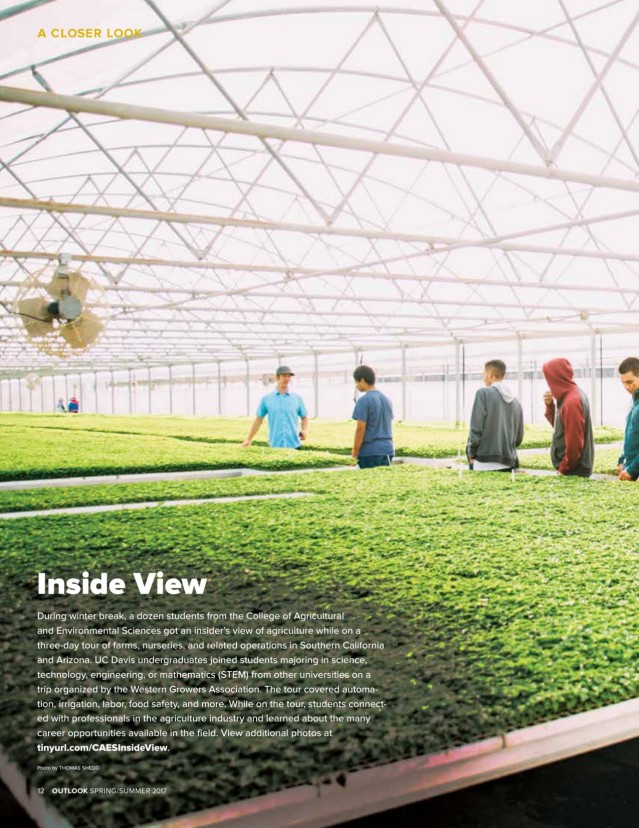 A CLOSER LOOK
Inside View
During winter break, a dozen students from the College of Agricultural
and Environmental Sciences got an insider's view of agriculture while on a
three-day tour of farms, nurseries, and related operations in Southern California
and Arizona. UC Davis undergraduates joined students majoring in science,
technology, engineering, or mathematics (STEM) from other universities on a
trip organized by the Western Growers Association. The tour covered automa-
tion, irrigation, labor, food safety, and more. While on the tour, students connect-
ed with professionals in the agriculture industry and learned about the many
career opportunities available in the field. View additional photos at
tinyurl.com/CAESInsideView.
Photo by THOMAS SHEDD
12 OUTLOOK SPRING/SUMMER 2017